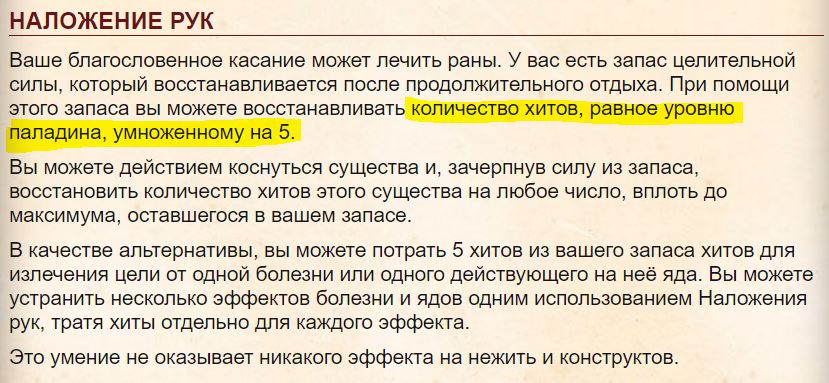 НАЛОЖЕНИЕ РУК
Ваше благословенное касание может лечить раны. У вас есть запас целительной
силы, который восстанавливается после продолжительного отдыха. При помощи
этого запаса вы можете восстанавливать количество хитов, равное уровню
паладина, умноженному на 5.
Вы можете действием коснуться существа и, зачерпнув силу из запаса,
восстановить количество хитов этого существа на любое число, вплоть до
максимума, оставшегося в вашем запасе.
В качестве альтернативы, вы можете потрать 5 хитов из вашего запаса хитов для
излечения цели от одной болезни или одного действующего на неё яда. Вы можете
устранить несколько эффектов болезни и ядов одним использованием Наложения
рук, тратя хиты отдельно для каждого эффекта.
Это умение не оказывает никакого эффекта на нежить и конструктов.